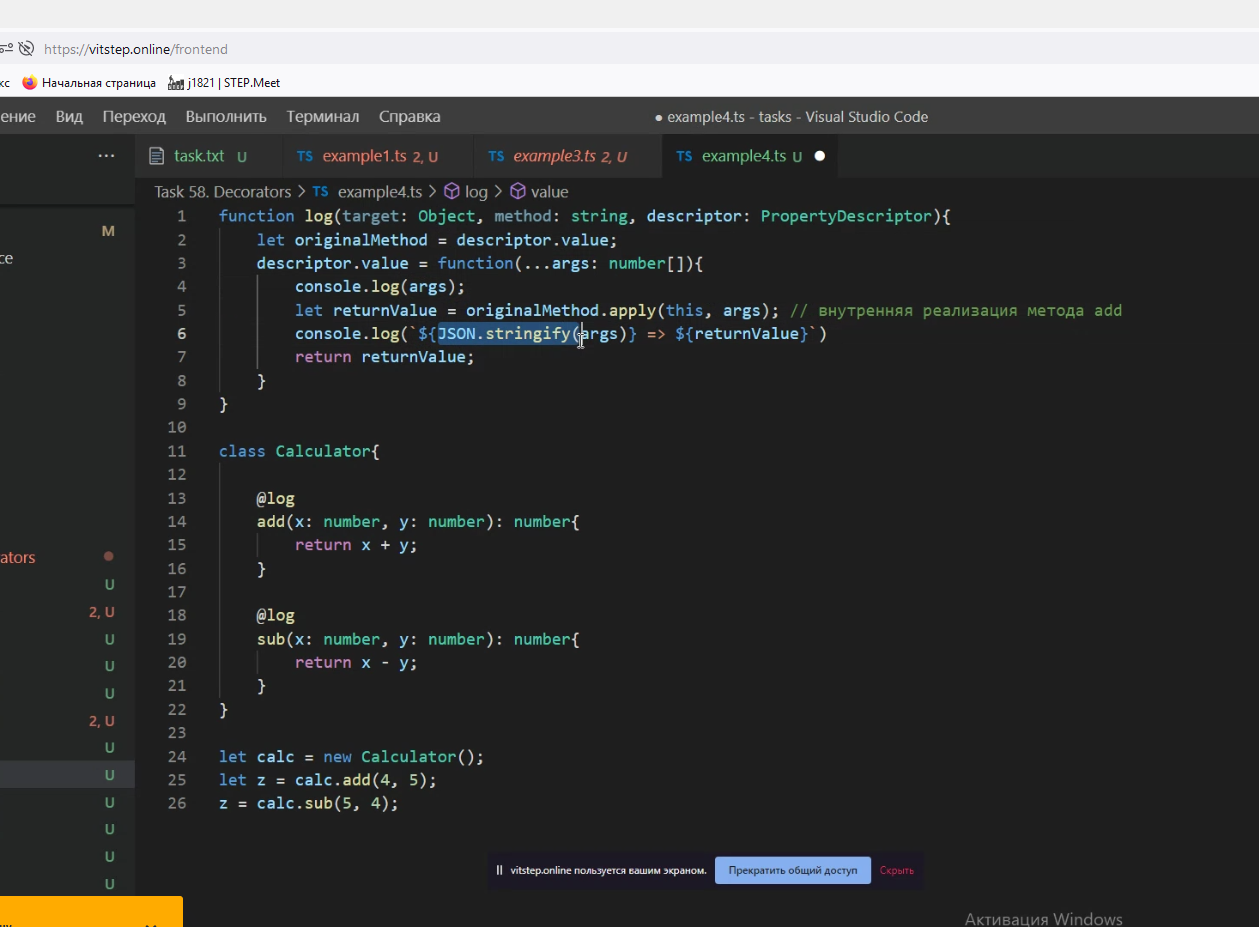 https://vitstep.online/frontend
кс Начальная страница j1821 | STEP.Meet
ение Вид Переход Выполнить Терминал Справка ● example4.ts - tasks - Visual Studio Code
... task.txt U TS example1.ts 2, U TS example3.ts 2, U TS example4.ts U ●
Task 58. Decorators > TS example4.ts > log > value
1 function log(target: Object, method: string, descriptor: PropertyDescriptor){
M
2 let originalMethod = descriptor.value;
се
3 descriptor.value = function(...args: number[]){
4 console.log(args);
5 let returnValue = originalMethod.apply(this, args); // внутренняя реализация метода add
6 console.log(`${JSON.stringify(args)} => ${returnValue}`)
7 return returnValue;
8 }
9 }
10
11 class Calculator{
12
13 @log
14 add(x: number, y: number): number{
15 return x + y;
ators
16 }
U
17
2, U
18 @log
U
19 sub(x: number, y: number): number{
U
20 return x - y;
U
21 }
2, U
22 }
23
U
24 let calc = new Calculator();
U
25 let z = calc.add(4, 5);
U
26 z = calc.sub(5, 4);
U
U
vitstep.online пользуется вашим экраном. Прекратить общий доступ Скрыть
U
Активация Windows